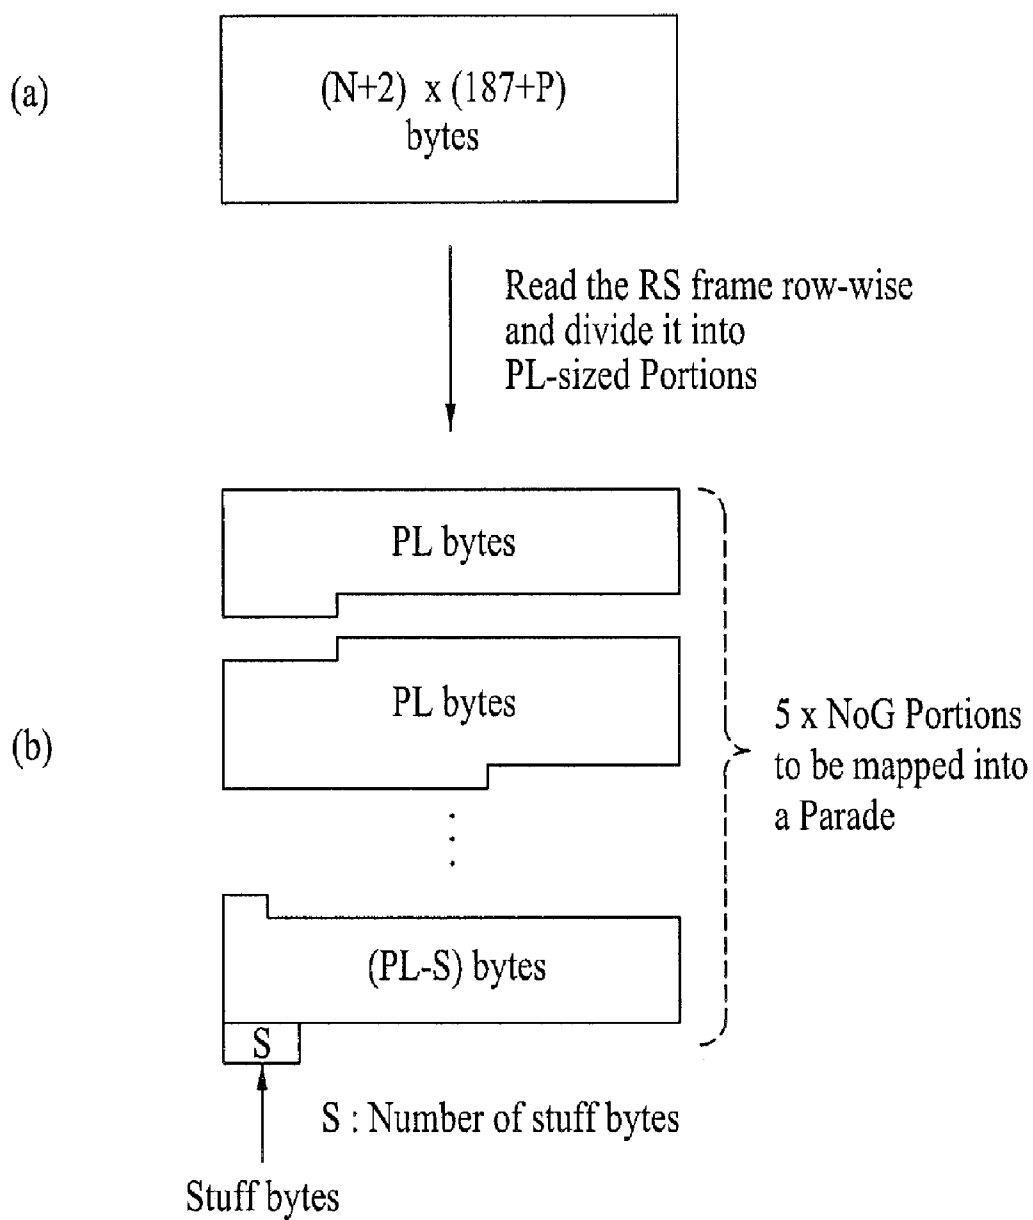 (a)
(N+2) x (187+P)
bytes
Read the RS frame row-wise
and divide it into
PL-sized Portions
PL bytes
PL bytes
(b)
5 x NoG Portions
to be mapped into
a Parade
(PL-S) bytes
S
S : Number of stuff bytes
Stuff bytes